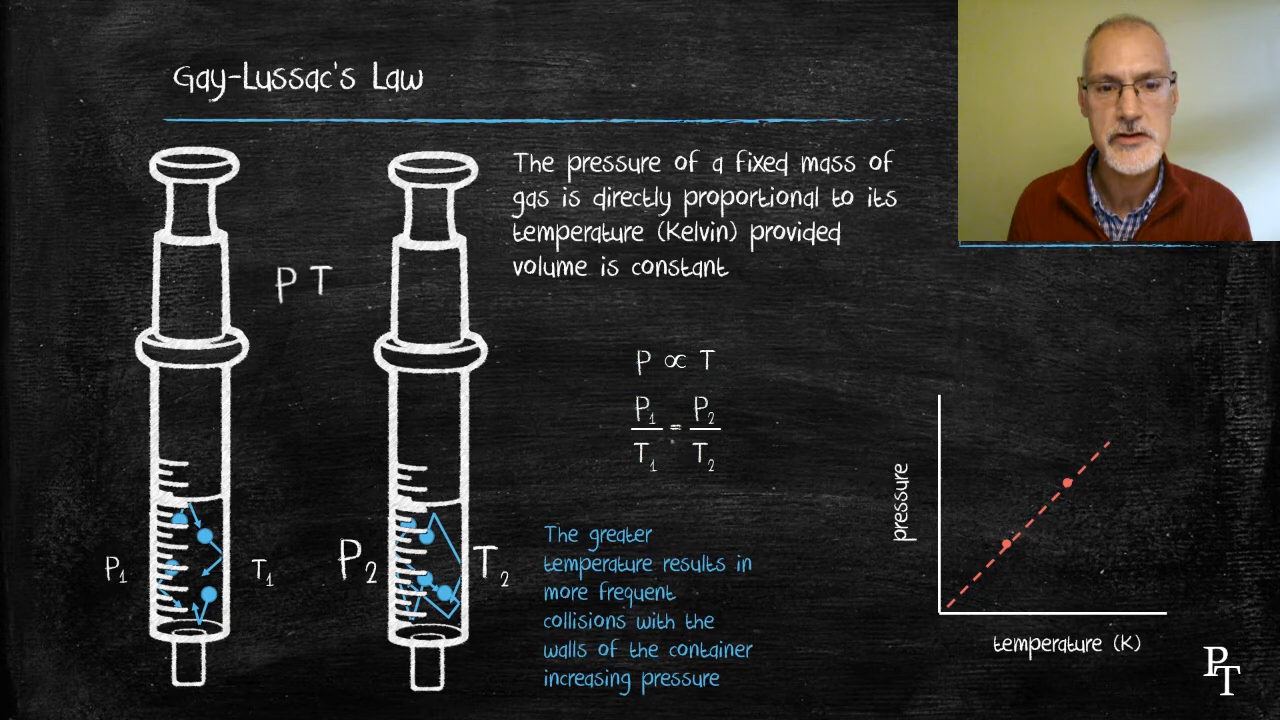 Gay-Lussac's Law
The pressure of a fixed mass of
gas is directly proportional to its
temperature (Kelvin) provided
volume is constant
P T
P ∝ T
P₁ = P₂
T₁ T₂
P₁
T₁
P₂
T₂
The greater
temperature results in
more frequent
collisions with the
walls of the container
increasing pressure
pressure
temperature (K)
PT